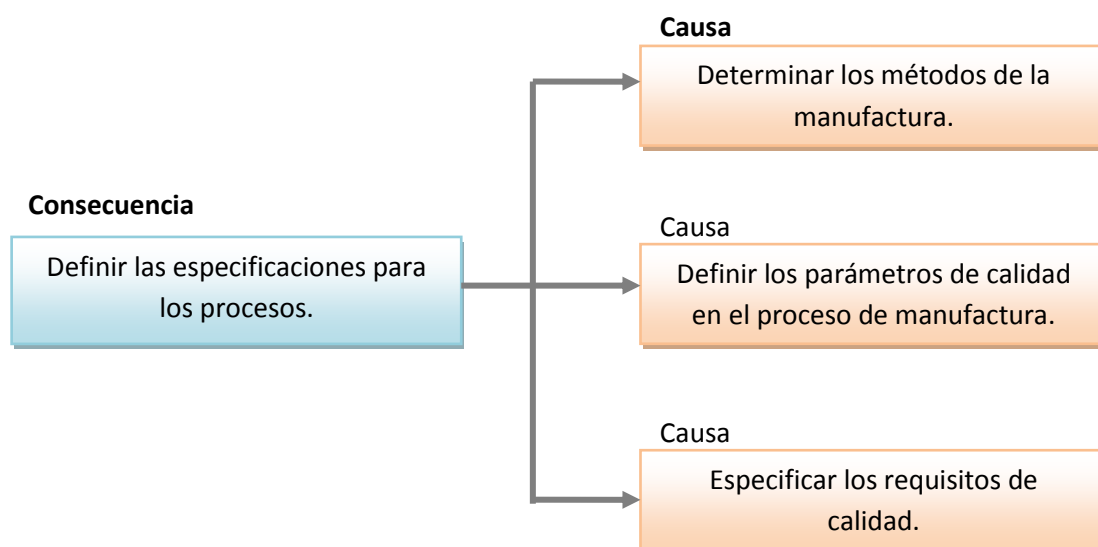 Causa
Determinar los métodos de la
manufactura.
Consecuencia
Definir las especificaciones para
los procesos.
Causa
Definir los parámetros de calidad
en el proceso de manufactura.
Causa
Especificar los requisitos de
calidad.